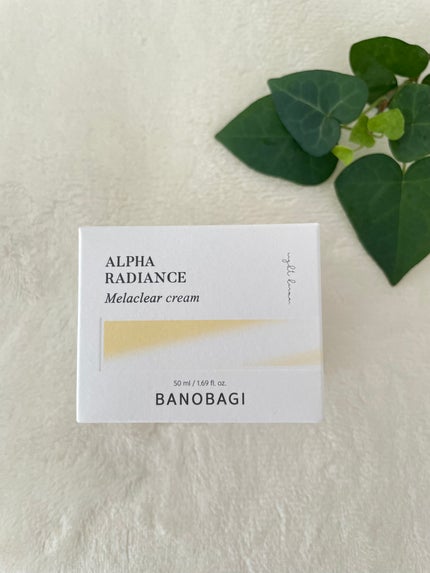 ALPHA
RADIANCE
Melaclear cream
50 ml / 1.69 fl. oz.
BANOBAGI